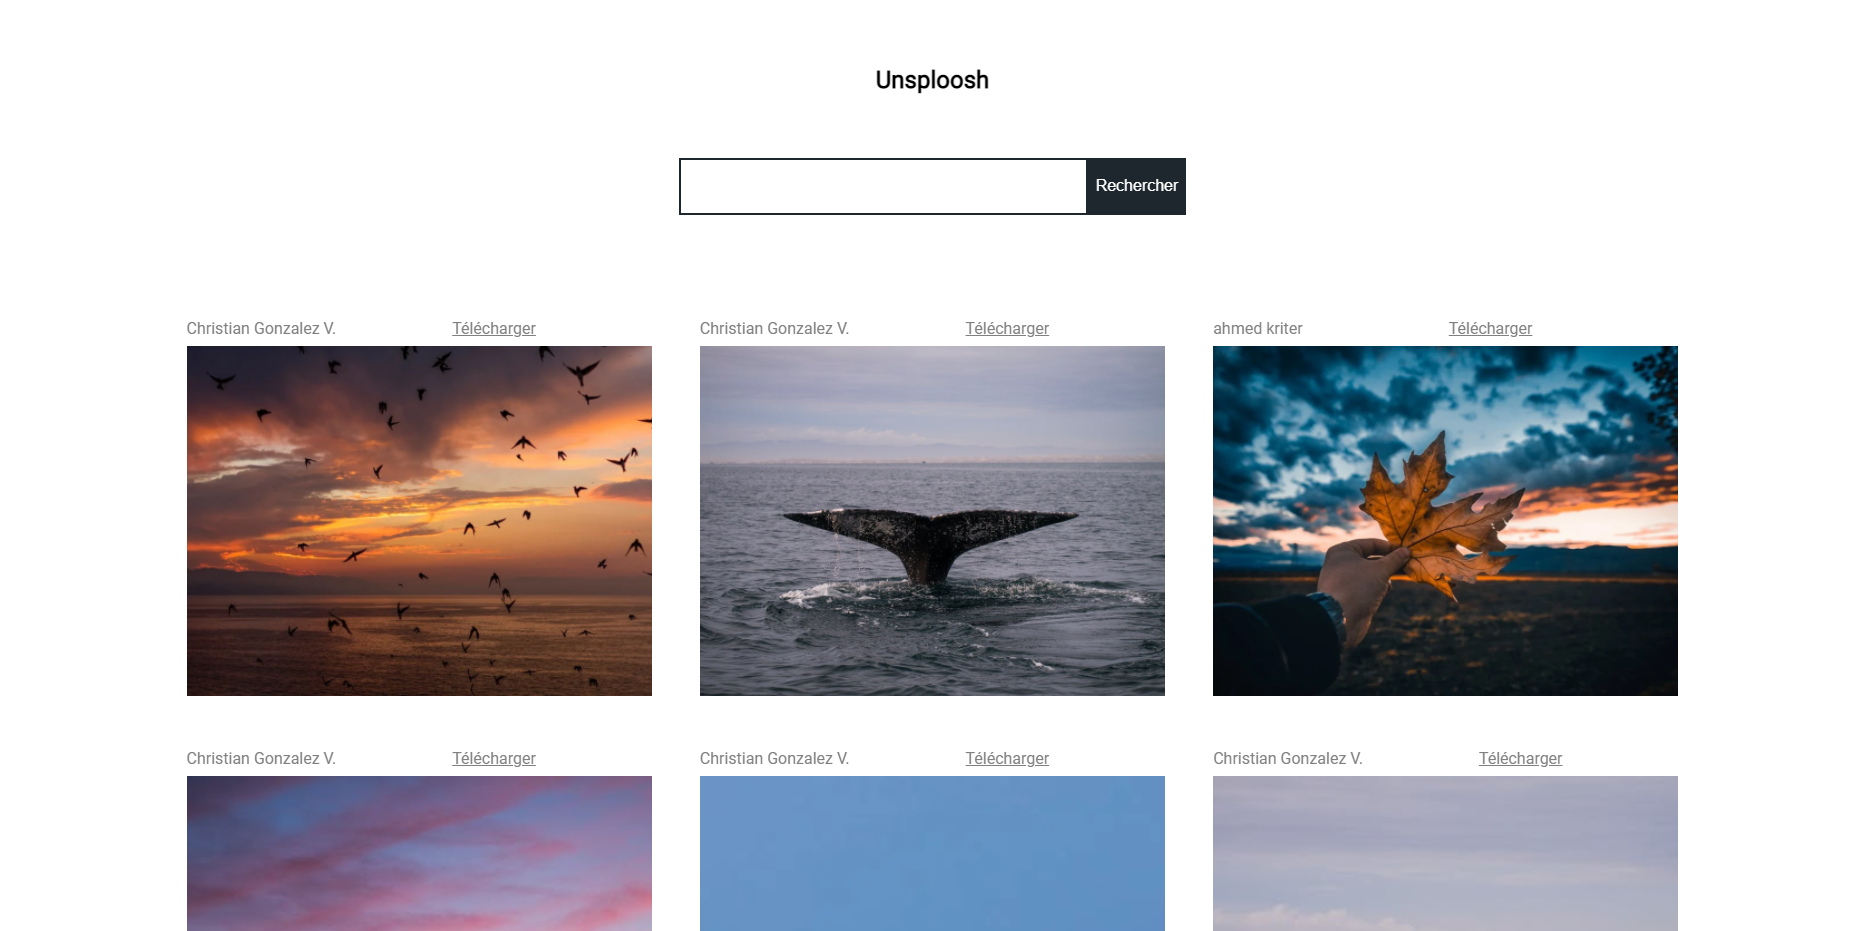 Unsploosh
Rechercher
Christian Gonzalez V. Télécharger
Christian Gonzalez V. Télécharger
ahmed kriter Télécharger
Christian Gonzalez V. Télécharger
Christian Gonzalez V. Télécharger
Christian Gonzalez V. Télécharger